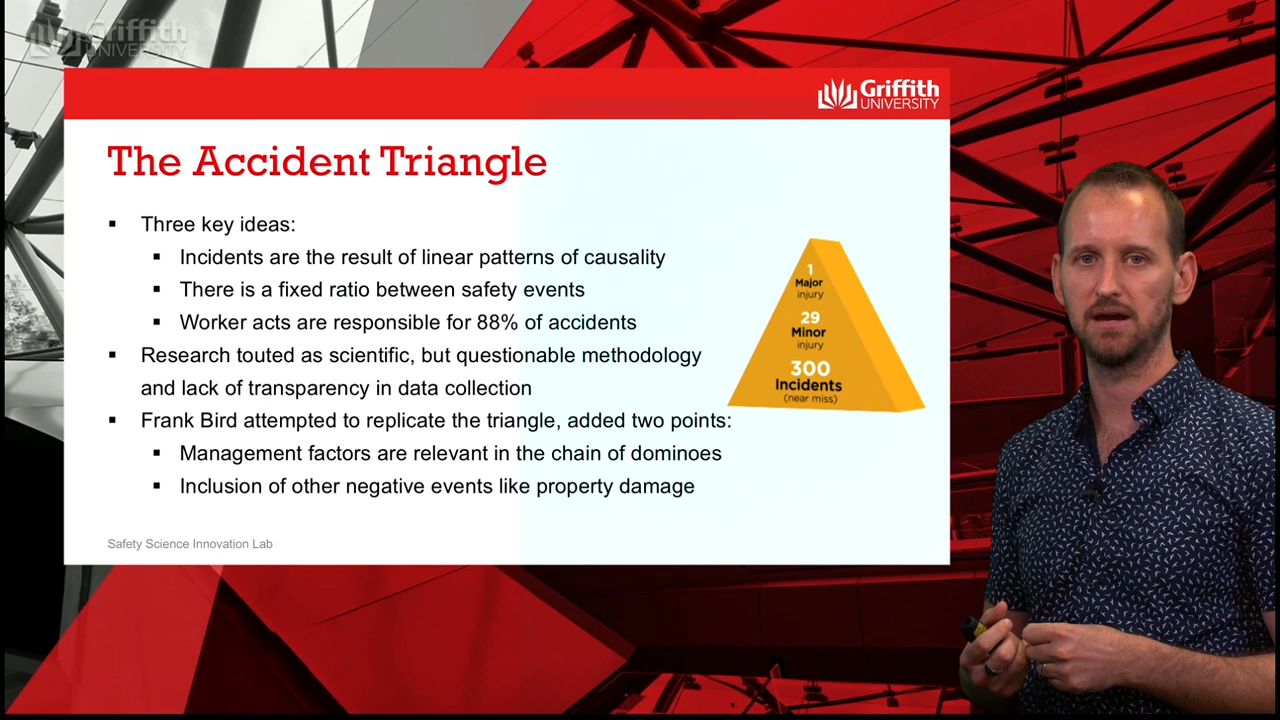 Griffith
UNIVERSITY
Griffith
UNIVERSITY
The Accident Triangle
▪ Three key ideas:
▪ Incidents are the result of linear patterns of causality
▪ There is a fixed ratio between safety events
▪ Worker acts are responsible for 88% of accidents
▪ Research touted as scientific, but questionable methodology
and lack of transparency in data collection
▪ Frank Bird attempted to replicate the triangle, added two points:
▪ Management factors are relevant in the chain of dominoes
▪ Inclusion of other negative events like property damage
1
Major
injury
29
Minor
injury
300
Incidents
(near miss)
Safety Science Innovation Lab